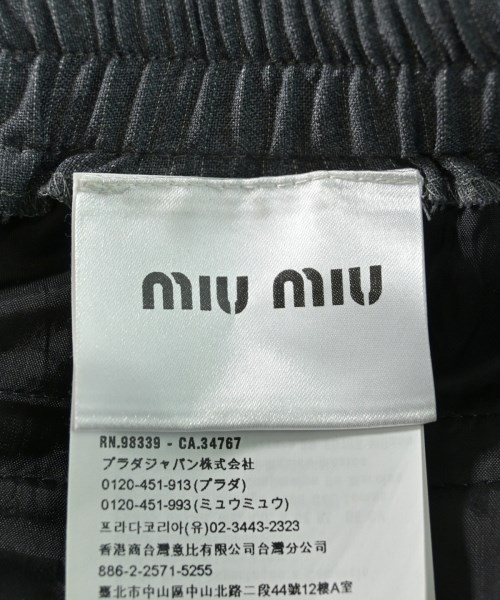 miu miu
RN.98339 - CA.34767
プラダジャパン株式会社
0120-451-913 (プラダ)
0120-451-993 (ミュウミュウ)
프라다코리아(유) 02-3443-2323
香港商台灣意比有限公司台灣分公司
886-2-2571-5255
臺北市中山區中山北路二段44號12樓A室